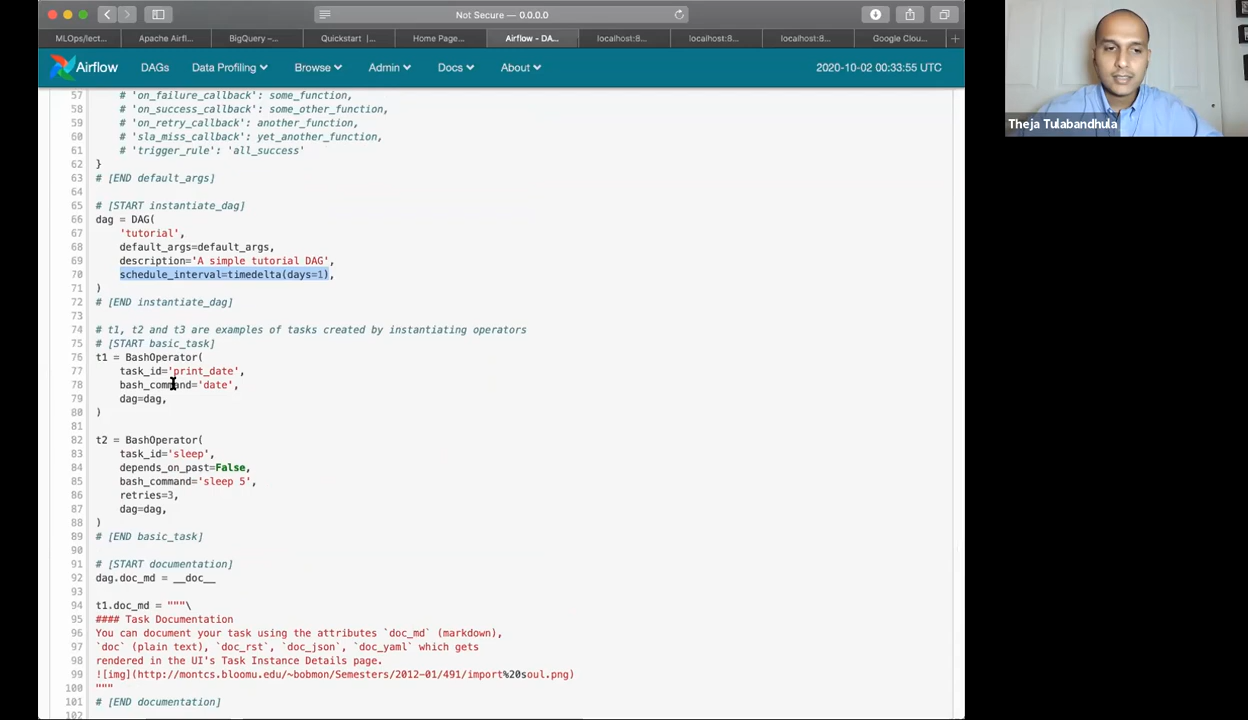 Not Secure — 0.0.0.0
MLOps/lect...
Apache Airfl...
BigQuery –...
Quickstart |...
Home Page...
Airflow - DA...
localhost:8...
localhost:8...
localhost:8...
Google Clou...
Airflow
DAGs
Data Profiling
Browse
Admin
Docs
About
2020-10-02 00:33:55 UTC
57 # 'on_failure_callback': some_function,
58 # 'on_success_callback': some_other_function,
59 # 'on_retry_callback': another_function,
60 # 'sla_miss_callback': yet_another_function,
61 # 'trigger_rule': 'all_success'
62 }
63 # [END default_args]
64
65 # [START instantiate_dag]
66 dag = DAG(
67 'tutorial',
68 default_args=default_args,
69 description='A simple tutorial DAG',
70 schedule_interval=timedelta(days=1),
71 )
72 # [END instantiate_dag]
73
74 # t1, t2 and t3 are examples of tasks created by instantiating operators
75 # [START basic_task]
76 t1 = BashOperator(
77 task_id='print_date',
78 bash_command='date',
79 dag=dag,
80 )
81
82 t2 = BashOperator(
83 task_id='sleep',
84 depends_on_past=False,
85 bash_command='sleep 5',
86 retries=3,
87 dag=dag,
88 )
89 # [END basic_task]
90
91 # [START documentation]
92 dag.doc_md = __doc__
93
94 t1.doc_md = """\
95 #### Task Documentation
96 You can document your task using the attributes `doc_md` (markdown),
97 `doc` (plain text), `doc_rst`, `doc_json`, `doc_yaml` which gets
98 rendered in the UI's Task Instance Details page.
99 ![img](http://montcs.bloomu.edu/~bobmon/Semesters/2012-01/491/import%20soul.png)
100 """
101 # [END documentation]
102
Theja Tulabandhula